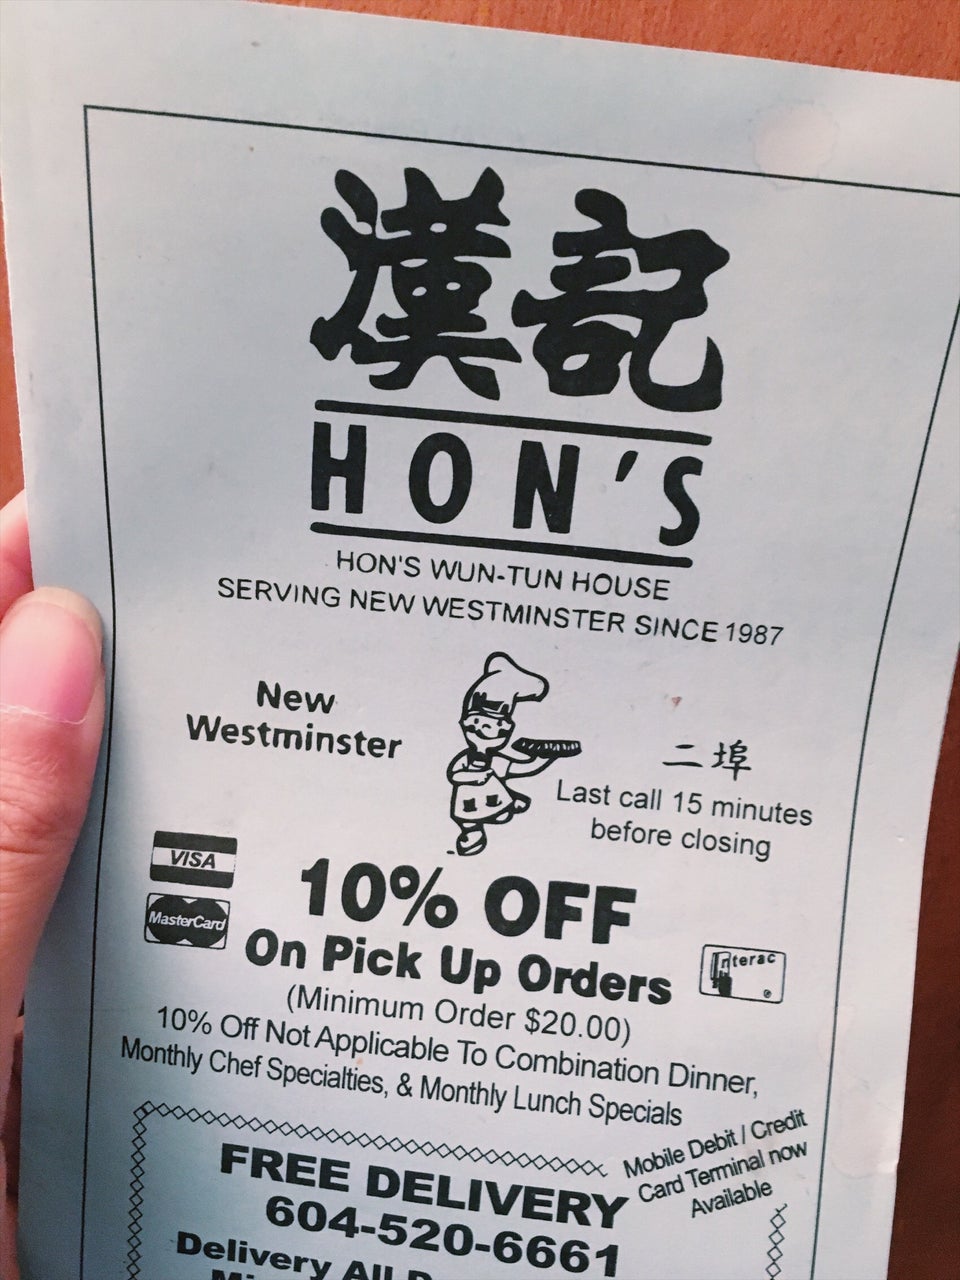 漢記
HON'S
HON'S WUN-TUN HOUSE
SERVING NEW WESTMINSTER SINCE 1987
New
Westminster
二埠
Last call 15 minutes
before closing
VISA
MasterCard
10% OFF
On Pick Up Orders
Interac
(Minimum Order $20.00)
10% Off Not Applicable To Combination Dinner,
Monthly Chef Specialties, & Monthly Lunch Specials
Mobile Debit / Credit
Card Terminal now
Available
FREE DELIVERY
604-520-6661
Delivery All